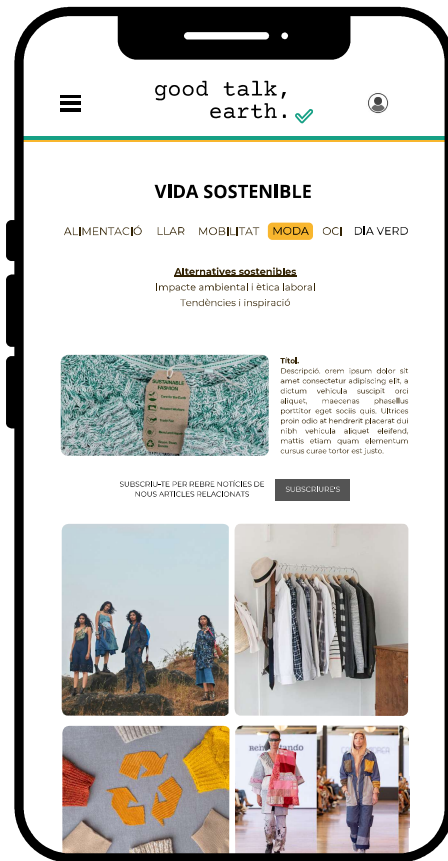 good talk,
earth.
VIDA SOSTENIBLE
ALIMENTACIÓ LLAR MOBILITAT MODA OCI DIA VERD
Alternatives sostenibles
Impacte ambiental i ètica laboral
Tendències i inspiració
SUSTAINABLE
FASHION
Títol.
Descripció. orem ipsum dolor sit
amet consectetur adipiscing elit, a
dictum vehicula suscipit orci
aliquet, maecenas phasellus
porttitor eget sociis quis. Ultrices
proin odio at hendrerit placerat dui
nibh vehicula aliquet eleifend,
mattis etiam quam elementum
cursus curae tortor est justo.
SUBSCRIU-TE PER REBRE NOTÍCIES DE
NOUS ARTICLES RELACIONATS
SUBSCRIURE'S